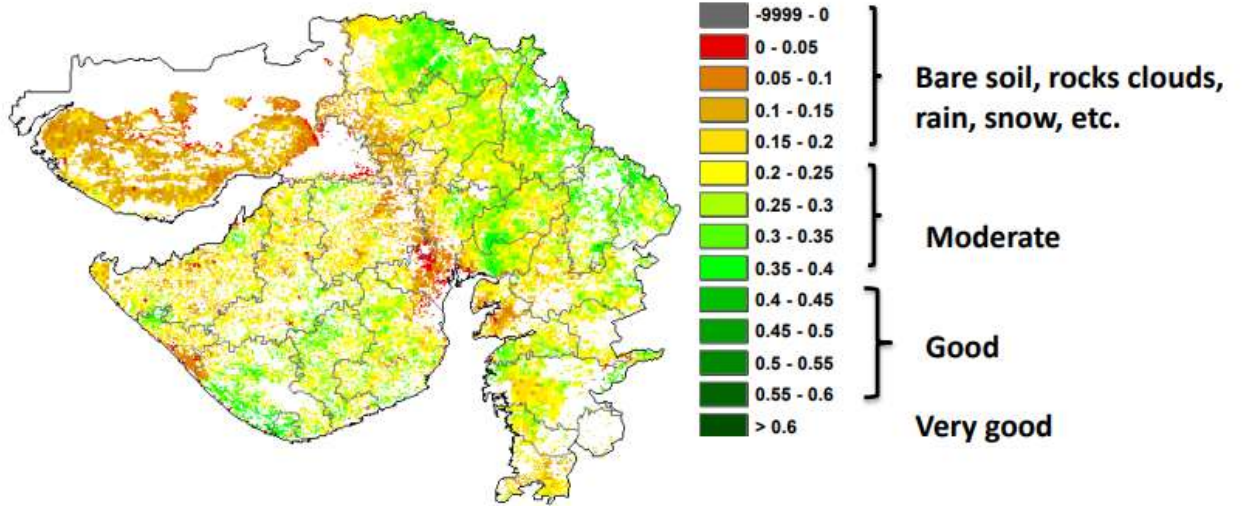 -9999 - 0
0 - 0.05
0.05 - 0.1
0.1 - 0.15
0.15 - 0.2
0.2 - 0.25
0.25 - 0.3
0.3 - 0.35
0.35 - 0.4
0.4 - 0.45
0.45 - 0.5
0.5 - 0.55
0.55 - 0.6
> 0.6
Bare soil, rocks clouds,
rain, snow, etc.
Moderate
Good
Very good